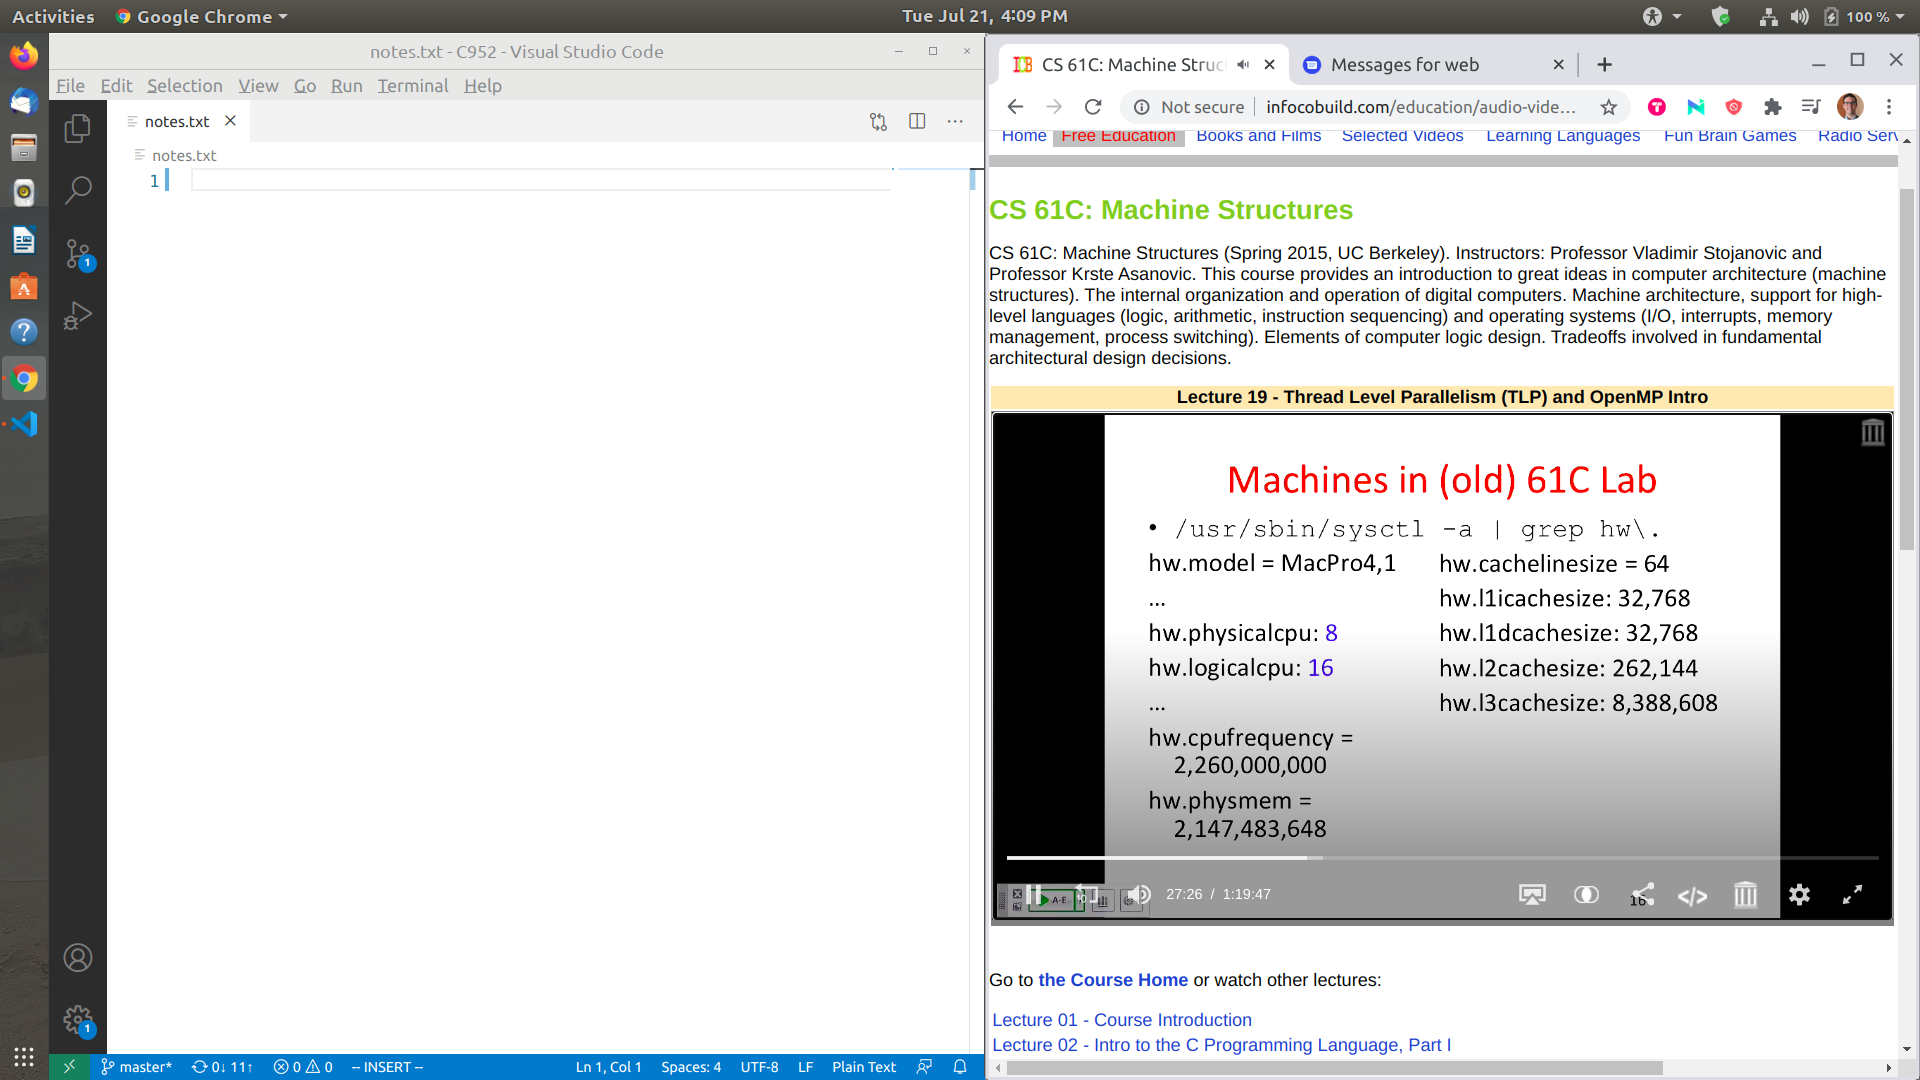 Activities
Google Chrome
Tue Jul 21, 4:09 PM
100 %
notes.txt - C952 - Visual Studio Code
File Edit Selection View Go Run Terminal Help
notes.txt
notes.txt
1
1
1
master* 0↓ 11↑ 0 0 -- INSERT -- Ln 1, Col 1 Spaces: 4 UTF-8 LF Plain Text
CS 61C: Machine Struct
Messages for web
Not secure infocobuild.com/education/audio-vide...
Home Free Education Books and Films Selected Videos Learning Languages Fun Brain Games Radio Serv
CS 61C: Machine Structures
CS 61C: Machine Structures (Spring 2015, UC Berkeley). Instructors: Professor Vladimir Stojanovic and
Professor Krste Asanovic. This course provides an introduction to great ideas in computer architecture (machine
structures). The internal organization and operation of digital computers. Machine architecture, support for high-
level languages (logic, arithmetic, instruction sequencing) and operating systems (I/O, interrupts, memory
management, process switching). Elements of computer logic design. Tradeoffs involved in fundamental
architectural design decisions.
Lecture 19 - Thread Level Parallelism (TLP) and OpenMP Intro
Machines in (old) 61C Lab
• /usr/sbin/sysctl -a | grep hw\.
hw.model = MacPro4,1
...
hw.physicalcpu: 8
hw.logicalcpu: 16
...
hw.cpufrequency =
2,260,000,000
hw.physmem =
2,147,483,648
hw.cachelinesize = 64
hw.l1icachesize: 32,768
hw.l1dcachesize: 32,768
hw.l2cachesize: 262,144
hw.l3cachesize: 8,388,608
A-E
10
27:26 / 1:19:47
16
Go to the Course Home or watch other lectures:
Lecture 01 - Course Introduction
Lecture 02 - Intro to the C Programming Language, Part I